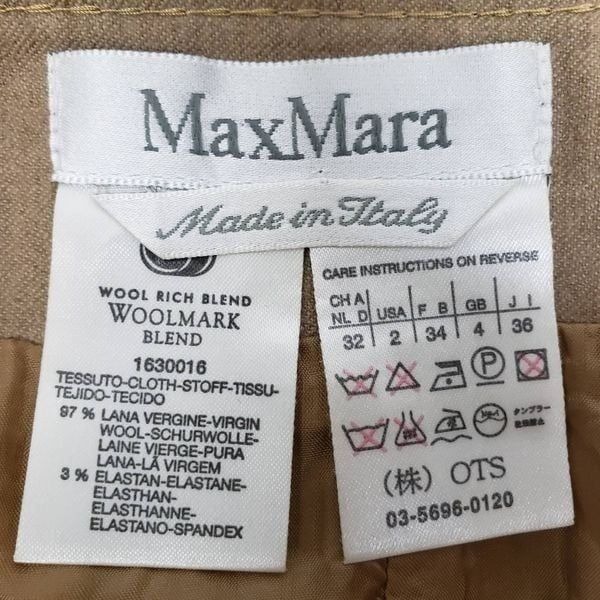 MaxMara
Made in Italy
WOOL RICH BLEND
WOOLMARK
BLEND
1630016
TESSUTO-CLOTH-STOFF-TISSU-
TEJIDO-TECIDO
97 % LANA VERGINE-VIRGIN
WOOL-SCHURWOLLE-
LAINE VIERGE-PURA
LANA-LÃ VIRGEM
3 % ELASTAN-ELASTANE-
ELASTHAN-
ELASTHANNE-
ELASTANO-SPANDEX
CARE INSTRUCTIONS ON REVERSE
CH A USA F B GB J I
NL D
32 2 34 4 36
P
タンブラー
乾燥禁止
(株) OTS
03-5696-0120